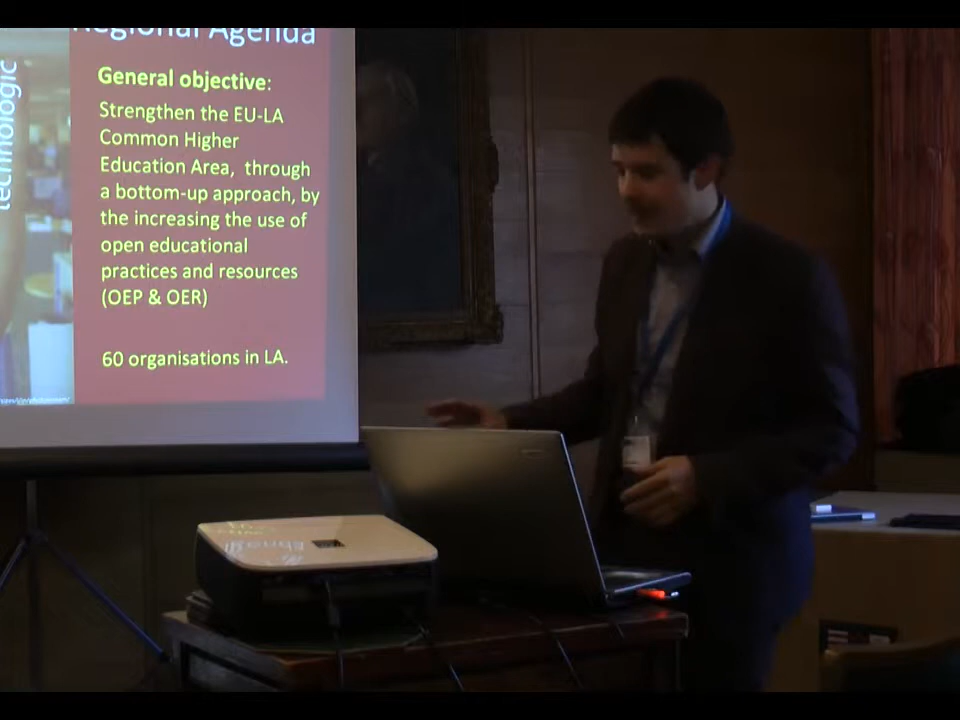 Regional Agenda
technologic
General objective:
Strengthen the EU-LA
Common Higher
Education Area, through
a bottom-up approach, by
the increasing the use of
open educational
practices and resources
(OEP & OER)
60 organisations in LA.